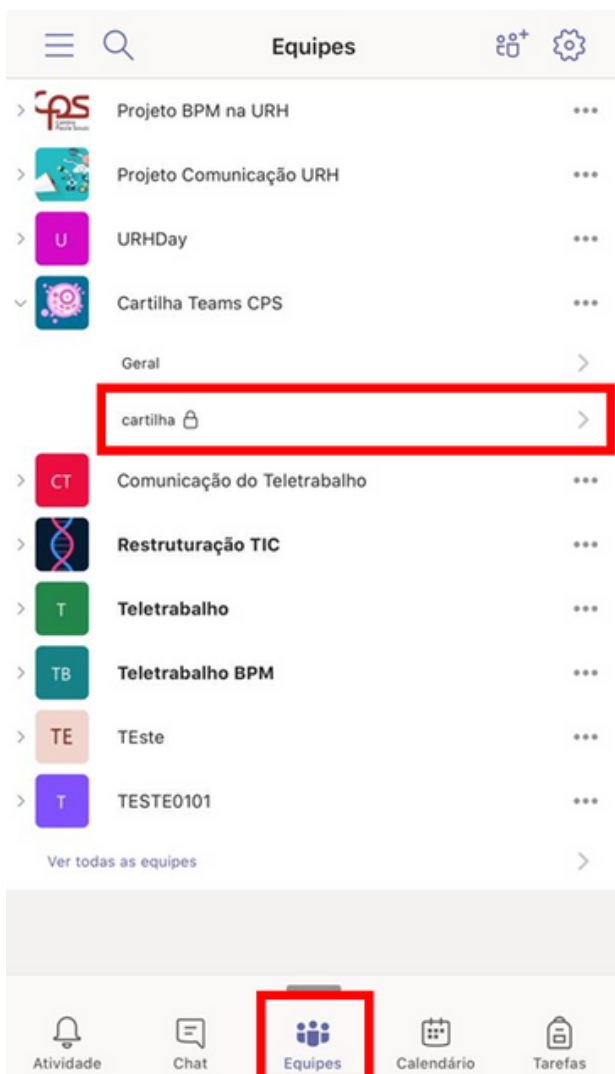 Equipes
cps
Projeto BPM na URH
Projeto Comunicação URH
U
URHDay
Cartilha Teams CPS
Geral
cartilha
CT
Comunicação do Teletrabalho
Restruturação TIC
T
Teletrabalho
TB
Teletrabalho BPM
TE
TEste
T
TESTE0101
Ver todas as equipes
Atividade
Chat
Equipes
Calendário
Tarefas